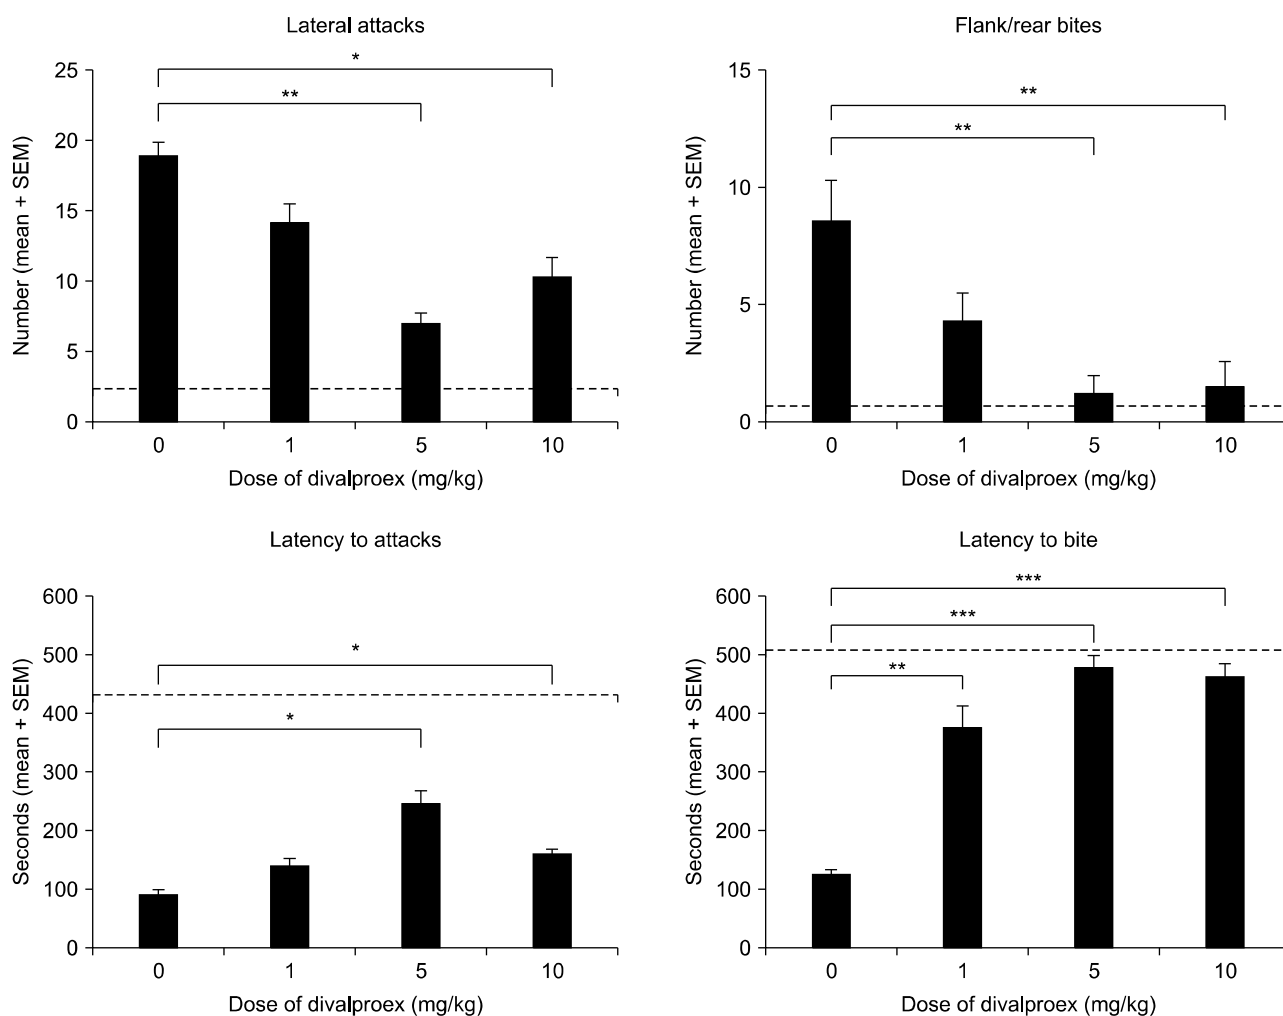 Lateral attacks
25
20
15
10
5
0
Number (mean + SEM)
*
**
0 1 5 10
Dose of divalproex (mg/kg)
Flank/rear bites
15
10
5
0
Number (mean + SEM)
**
**
0 1 5 10
Dose of divalproex (mg/kg)
Latency to attacks
600
500
400
300
200
100
0
Seconds (mean + SEM)
*
*
0 1 5 10
Dose of divalproex (mg/kg)
Latency to bite
600
500
400
300
200
100
0
Seconds (mean + SEM)
***
***
**
0 1 5 10
Dose of divalproex (mg/kg)